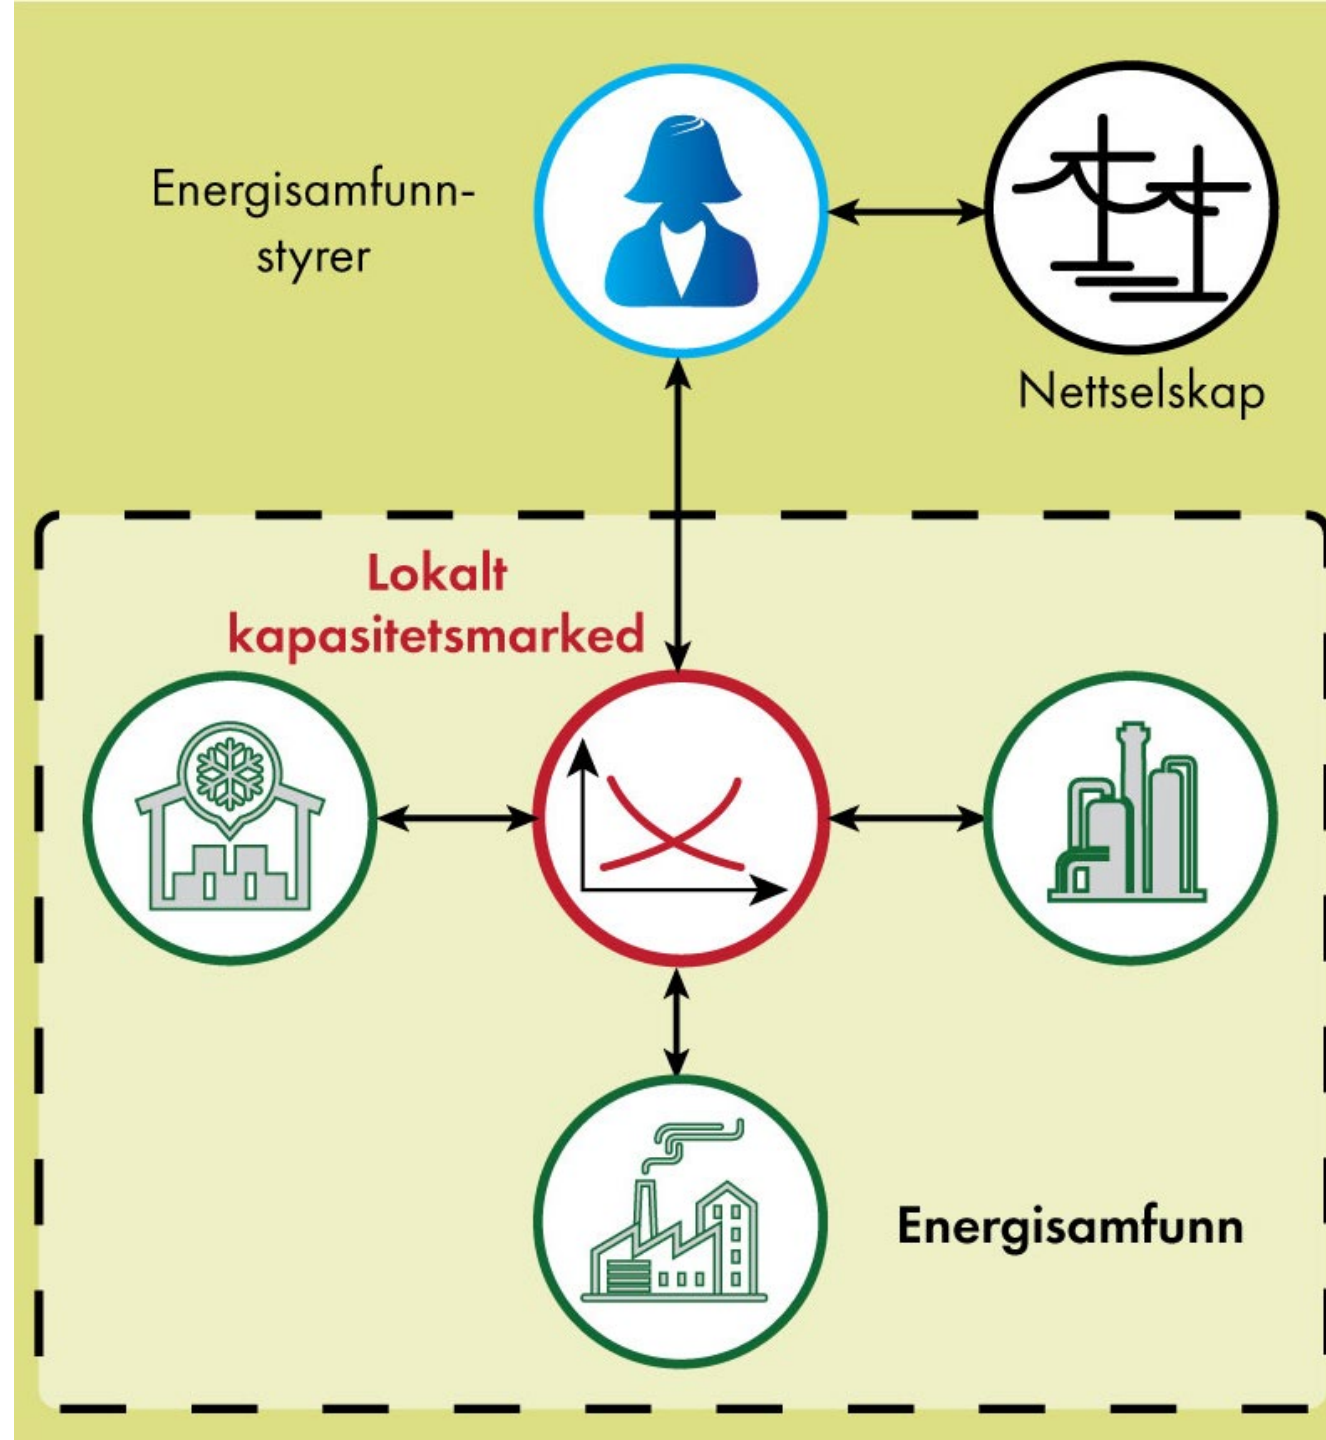 Energisamfunn-
styrer
Nettselskap
Lokalt
kapasitetsmarked
Energisamfunn